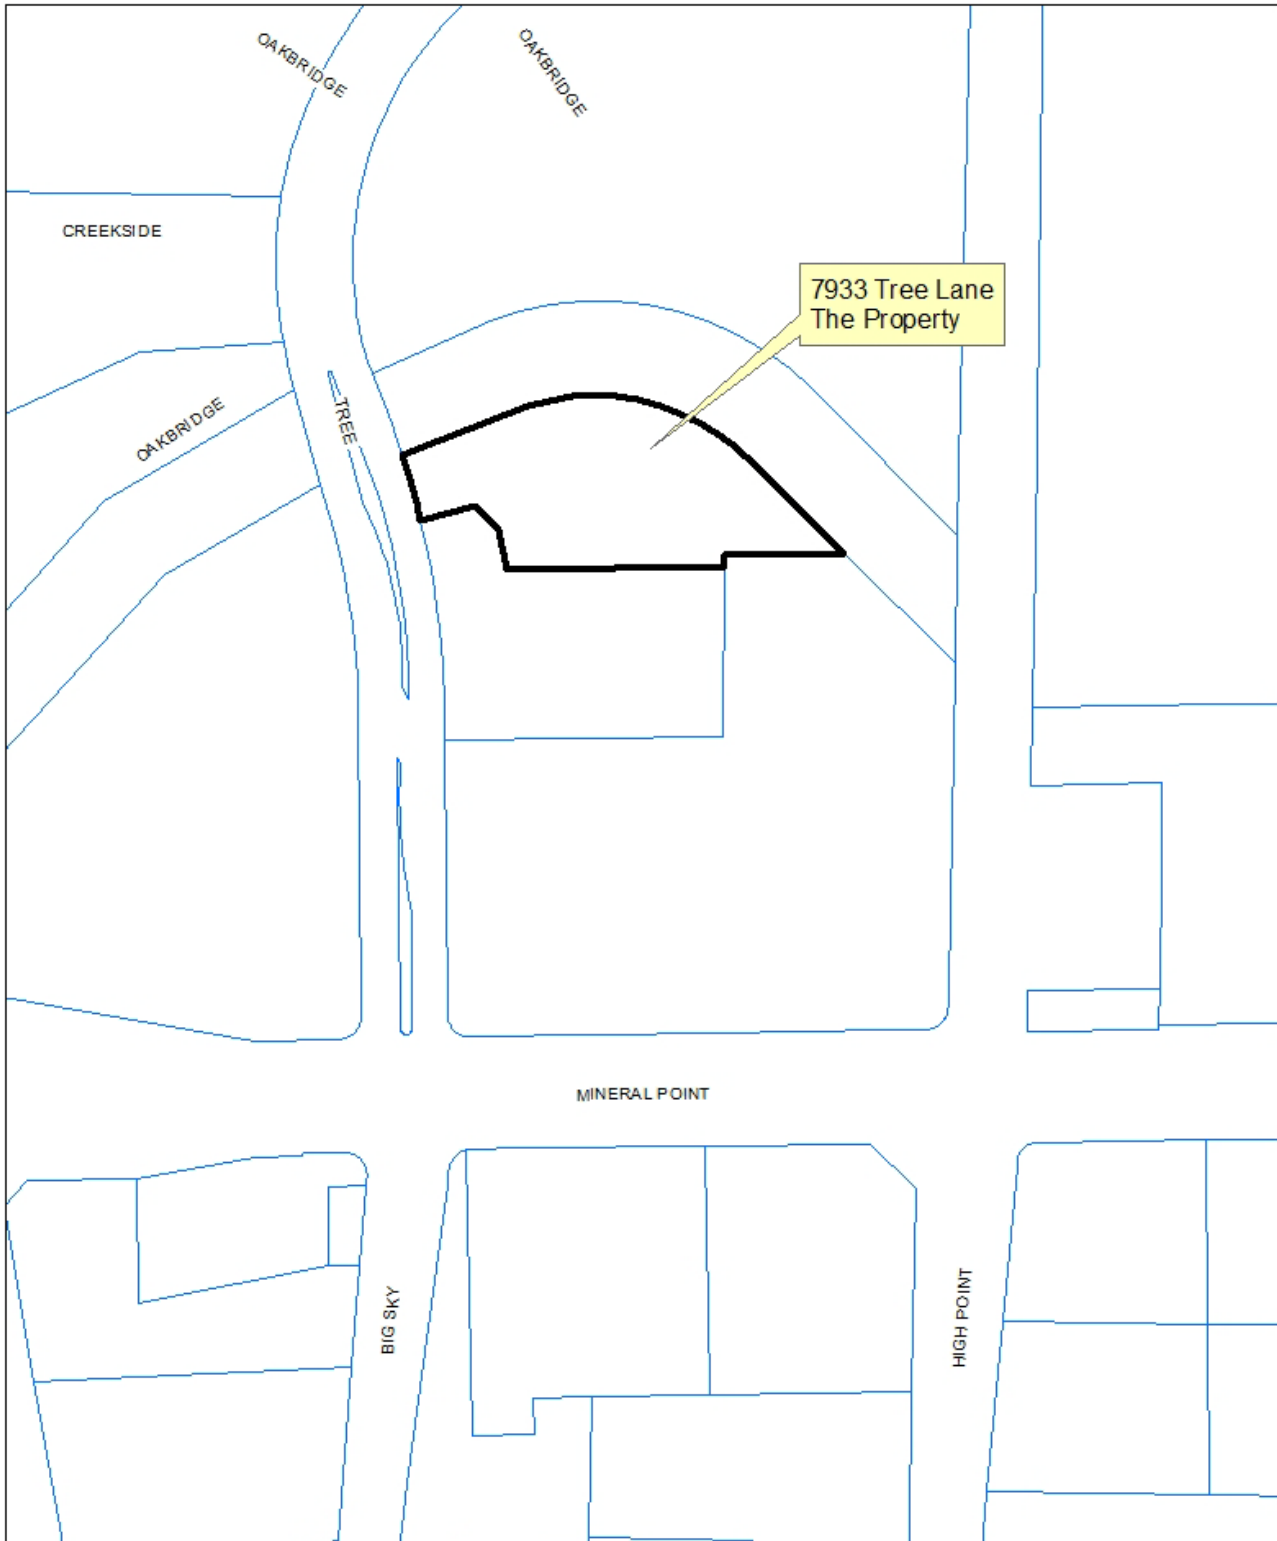 OAKBRIDGE
OAKBRIDGE
CREEKSIDE
7933 Tree Lane
The Property
OAKBRIDGE
TREE
MINERAL POINT
BIG SKY
HIGH POINT